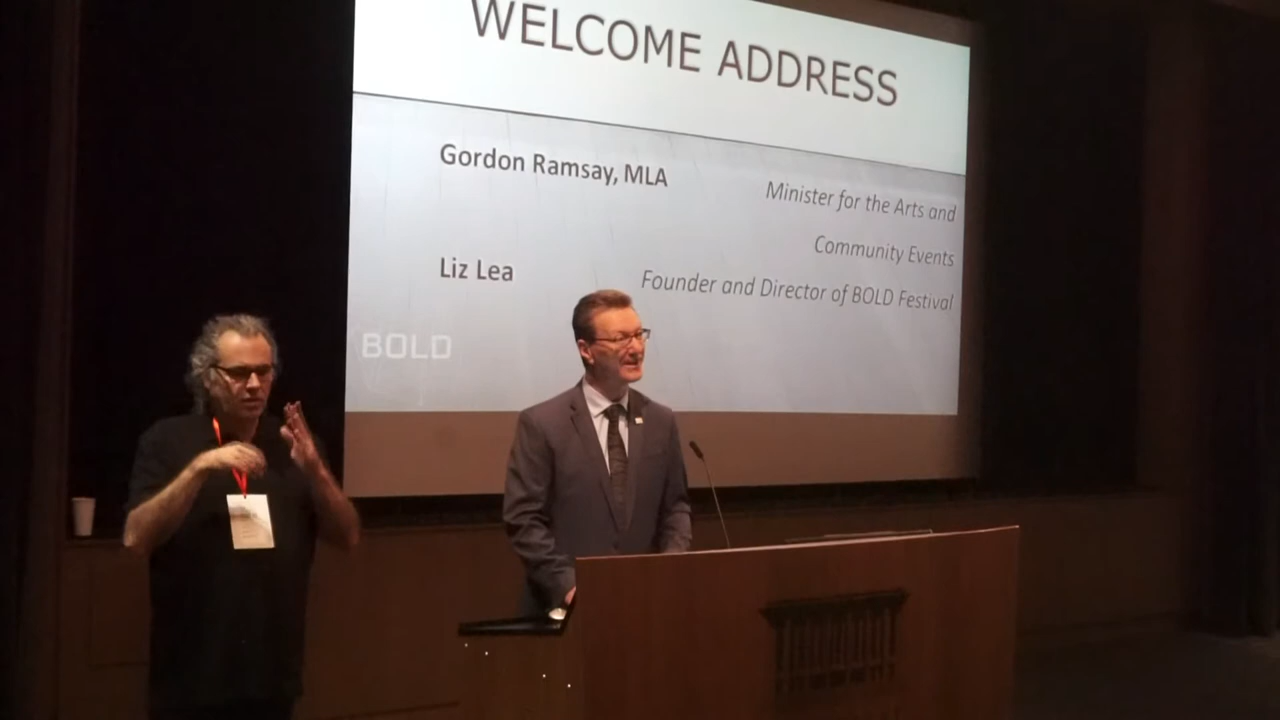 WELCOME ADDRESS
Gordon Ramsay, MLA
Minister for the Arts and
Community Events
Liz Lea
Founder and Director of BOLD Festival
BOLD